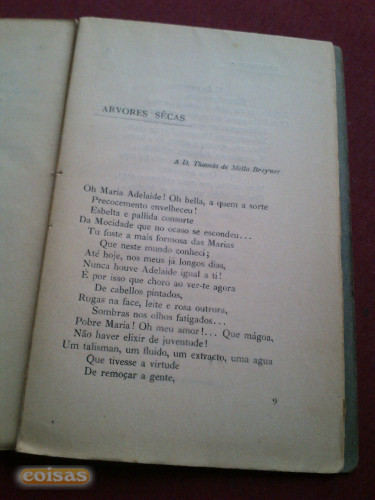 ARVORES SÊCAS
A D. Thomás de Mello Breyner
Oh Maria Adelaide! Oh bella, a quem a sorte
Precocemento envelheceu!
Esbelta e pallida consorte
Da Mocidade que no ocaso se escondeu...
Tu foste a mais formosa das Marias
Que neste mundo conheci;
Até hoje, nos meus já longos dias,
Nunca houve Adelaide igual a ti!
É por isso que choro ao ver-te agora
De cabellos pintados,
Rugas na face, leite e rosa outrora,
Sombras nos olhos fatigados...
Pobre Maria! Oh meu amor!... Que mágoa,
Não haver elixir de juventude!
Um talisman, um fluido, um extracto, uma agua
Que tivesse a virtude
De remoçar a gente,
9
coisas